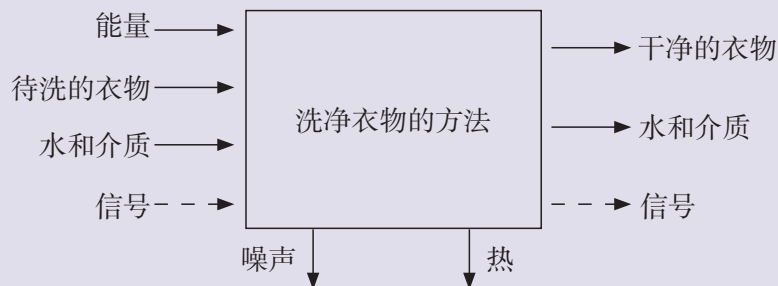 能量
待洗的衣物
水和介质
信号
洗净衣物的方法
干净的衣物
水和介质
信号
噪声
热